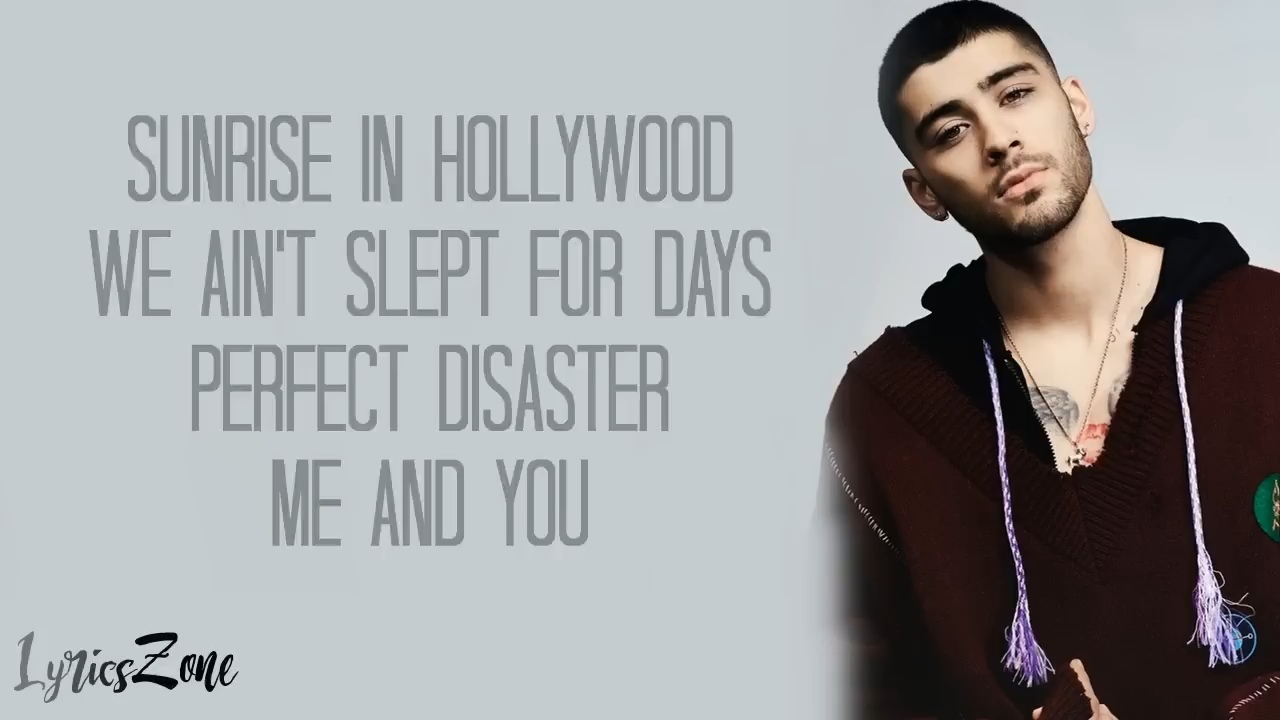 SUNRISE IN HOLLYWOOD
WE AIN'T SLEPT FOR DAYS
PERFECT DISASTER
ME AND YOU
LyricsZone